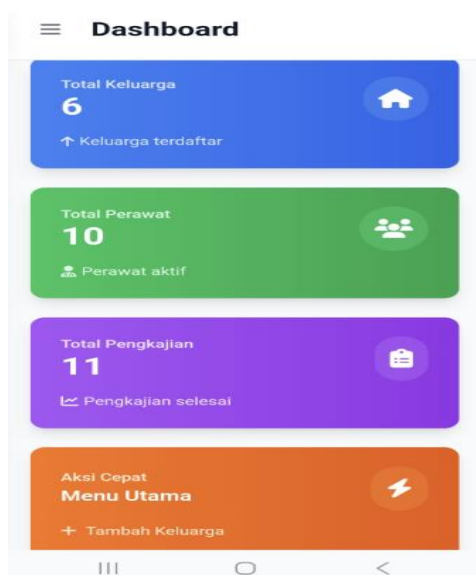 Dashboard
Total Keluarga
6
Keluarga terdaftar
Total Perawat
10
Perawat aktif
Total Pengkajian
11
Pengkajian selesai
Aksi Cepat
Menu Utama
+ Tambah Keluarga